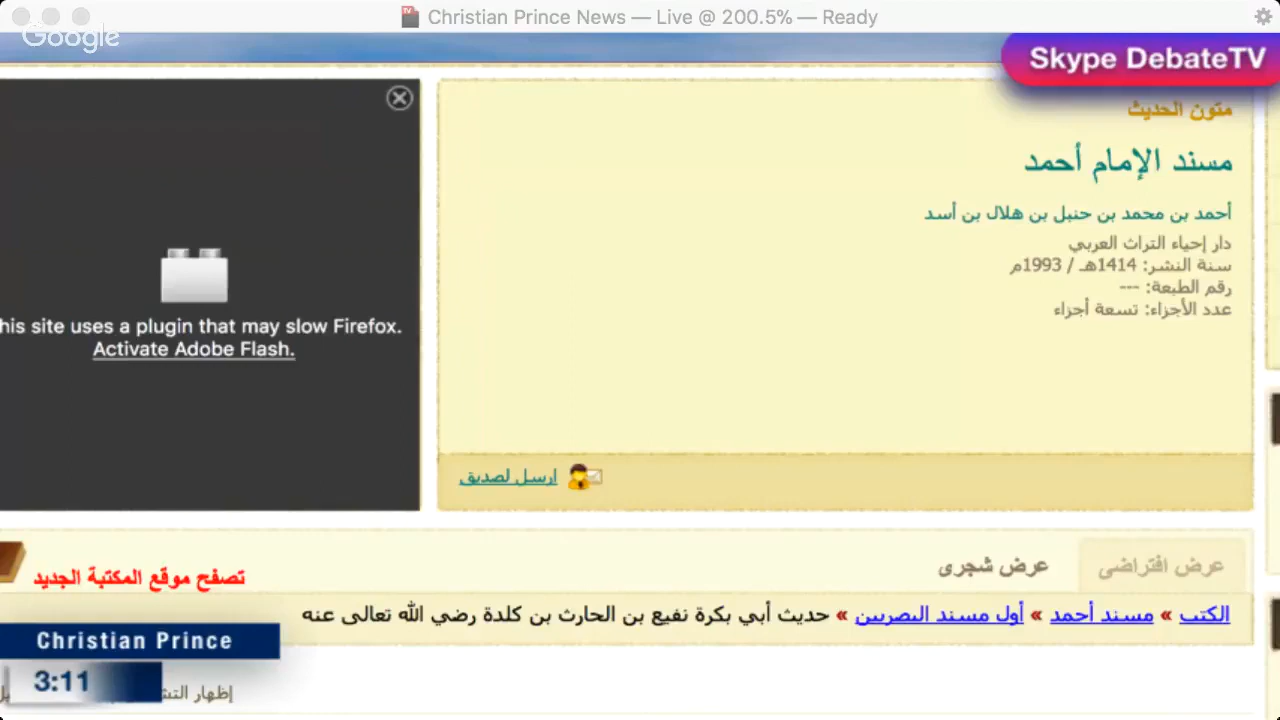 Christian Prince News — Live @ 200.5% — Ready
Google
Skype DebateTV
متون الحديث
مسند الإمام أحمد
أحمد بن محمد بن حنبل بن هلال بن أسد
دار إحياء التراث العربي
سنة النشر: 1414هـ / 1993م
رقم الطبعة: ---
عدد الأجزاء: تسعة أجزاء
his site uses a plugin that may slow Firefox.
Activate Adobe Flash.
ارسل لصديق
عرض افتراضى
عرض شجرى
تصفح موقع المكتبة الجديد
الكتب » مسند أحمد » أول مسند البصريين » حديث أبي بكرة نفيع بن الحارث بن كلدة رضي الله تعالى عنه
Christian Prince
3:11
إظهار